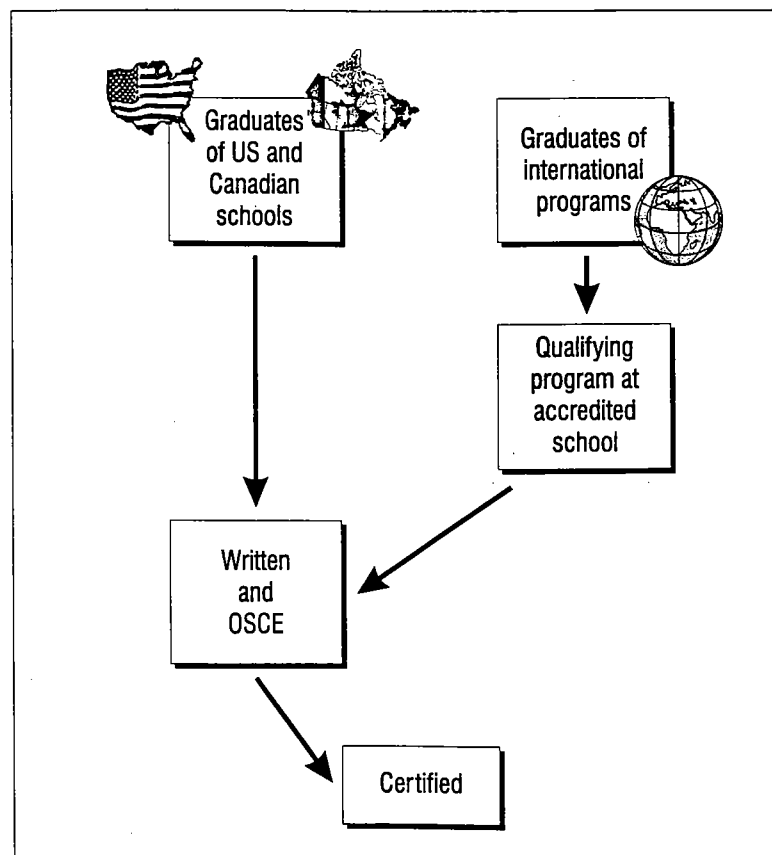 Graduates
of US and
Canadian
schools
Graduates of
international
programs
Qualifying
program at
accredited
school
Written
and
OSCE
Certified